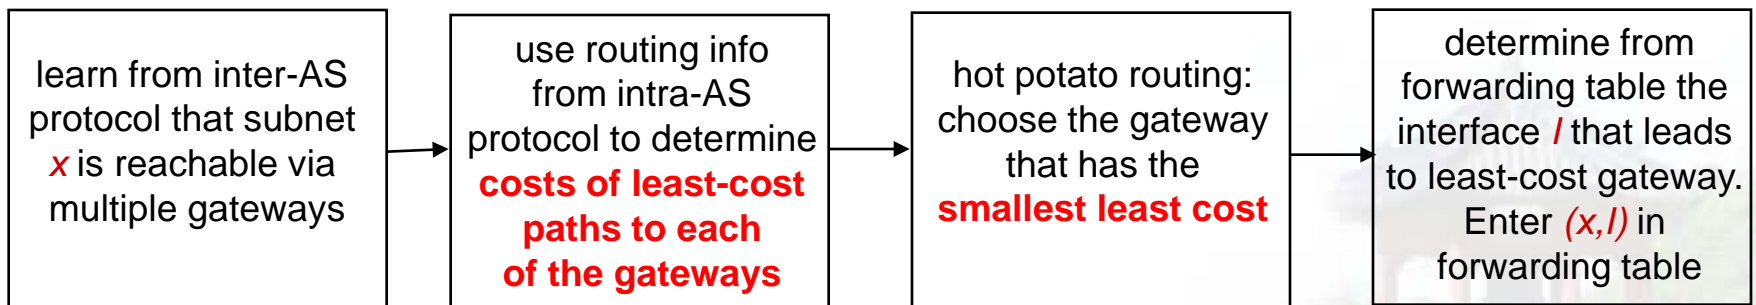 learn from inter-AS
protocol that subnet
x is reachable via
multiple gateways
use routing info
from intra-AS
protocol to determine
costs of least-cost
paths to each
of the gateways
hot potato routing:
choose the gateway
that has the
smallest least cost
determine from
forwarding table the
interface I that leads
to least-cost gateway.
Enter (x,I) in
forwarding table